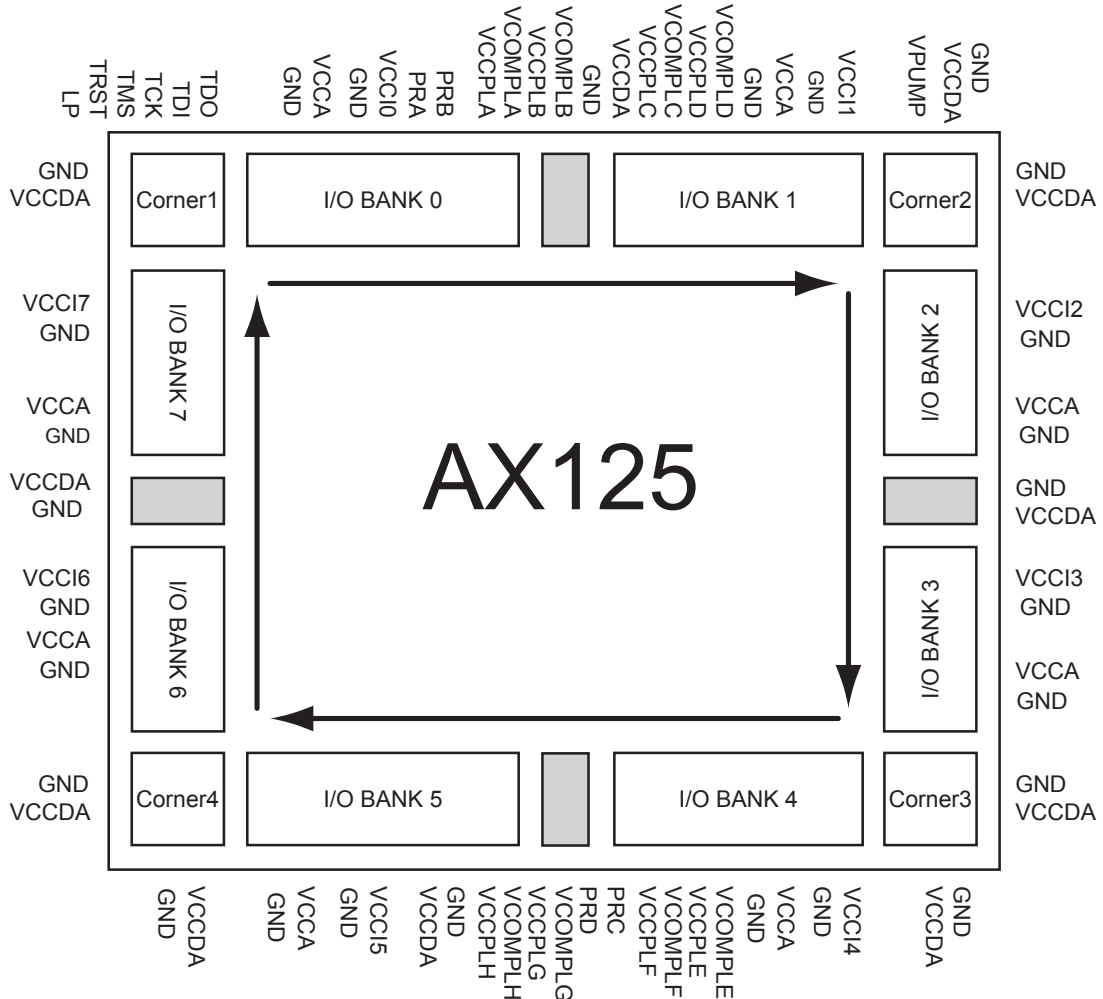 LP
TRST
TMS
TCK
TDI
TDO
GND
VCCA
GND
VCCI0
PRA
PRB
VCCPLA
VCOMPLA
VCCPLB
VCOMPLB
GND
VCCDA
VCCPLC
VCOMPLC
VCCPLD
VCOMPLD
GND
VCCA
GND
VCCI1
VPUMP
VCCDA
GND
GND
VCCDA
Corner1
I/O BANK 0
I/O BANK 1
Corner2
GND
VCCDA
VCCI7
GND
VCCA
GND
I/O BANK 7
I/O BANK 2
VCCI2
GND
VCCA
GND
AX125
VCCDA
GND
GND
VCCDA
VCCI6
GND
VCCA
GND
I/O BANK 6
I/O BANK 3
VCCI3
GND
VCCA
GND
GND
VCCDA
Corner4
I/O BANK 5
I/O BANK 4
Corner3
GND
VCCDA
GND
VCCDA
GND
VCCA
GND
VCCI5
VCCDA
GND
VCCPLH
VCOMPLH
VCCPLG
VCOMPLG
PRD
PRC
VCCPLF
VCOMPLF
VCCPLE
VCOMPLE
GND
VCCA
GND
VCCI4
VCCDA
GND